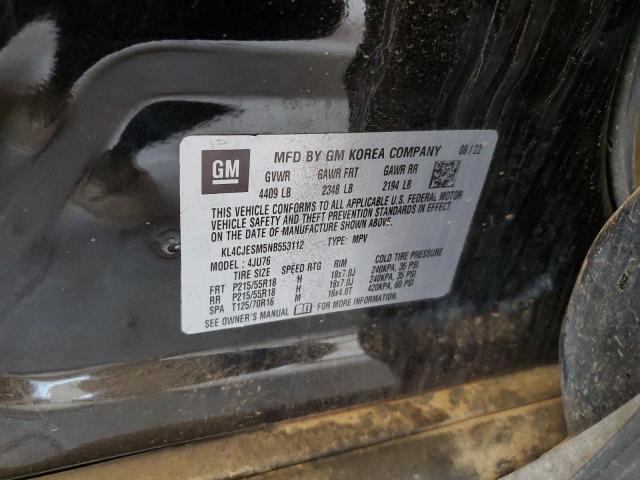 GM
MFD BY GM KOREA COMPANY 08 / 22
GVWR GAWR FRT GAWR RR
4409 LB 2348 LB 2194 LB
THIS VEHICLE CONFORMS TO ALL APPLICABLE U.S. FEDERAL MOTOR
VEHICLE SAFETY AND THEFT PREVENTION STANDARDS IN EFFECT
ON THE DATE OF MANUFACTURE SHOWN ABOVE.
KL4CJESM5NB553112 TYPE: MPV
MODEL: 4JU76
TIRE SIZE SPEED RTG RIM COLD TIRE PRESSURE
FRT P215/55R18 H 18x7.0J 240KPA, 35 PSI
RR P215/55R18 H 18x7.0J 240KPA, 35 PSI
SPA T125/70R16 M 16x4.0T 420KPA, 60 PSI
SEE OWNER'S MANUAL FOR MORE INFORMATION.